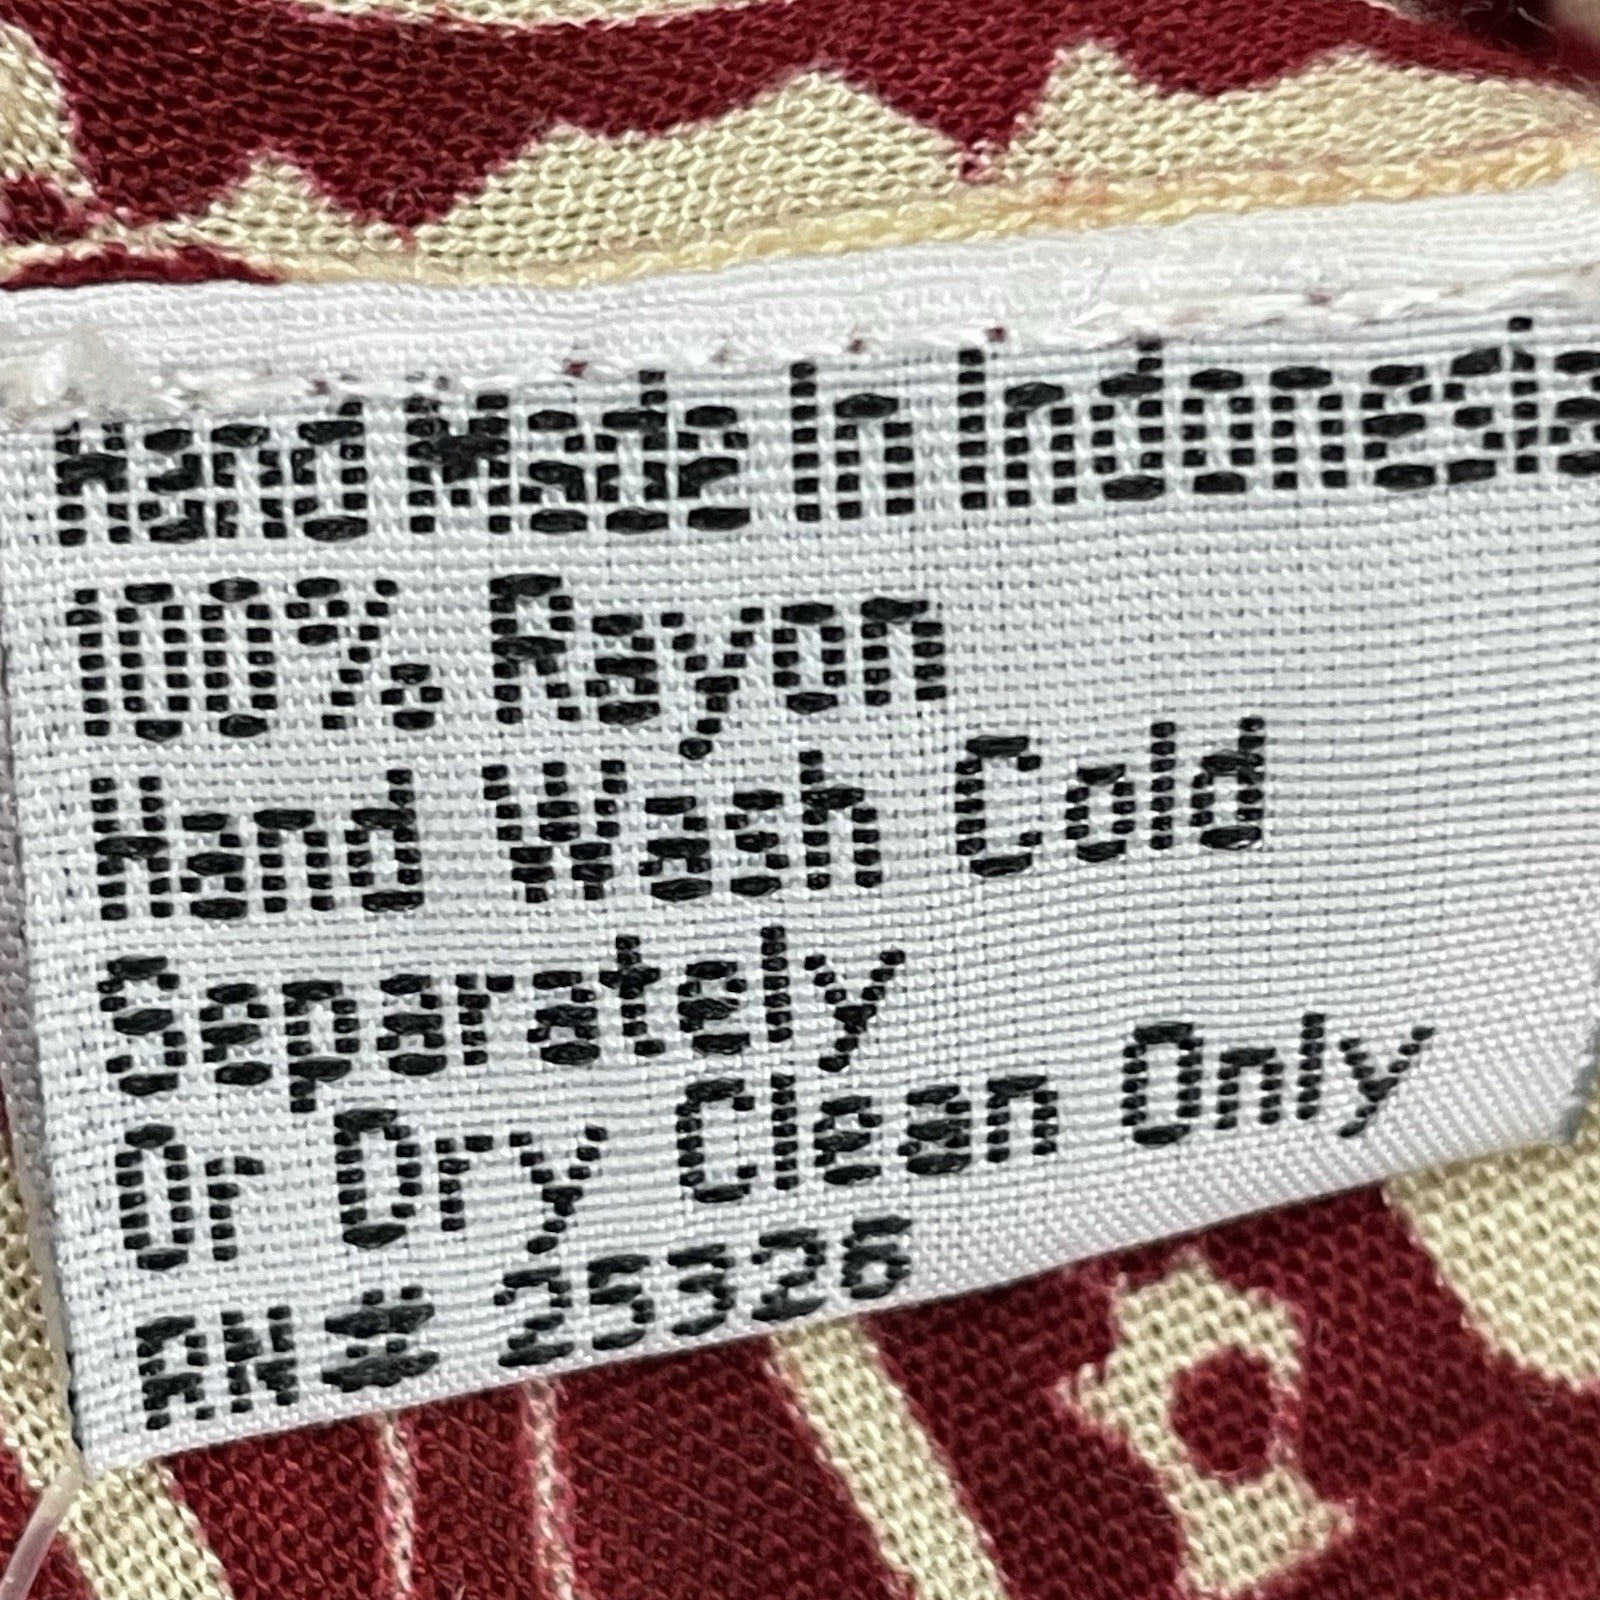 Hand Made In Indonesia
100% Rayon
Hand Wash Cold
Separately
Or Dry Clean Only
RN# 25326